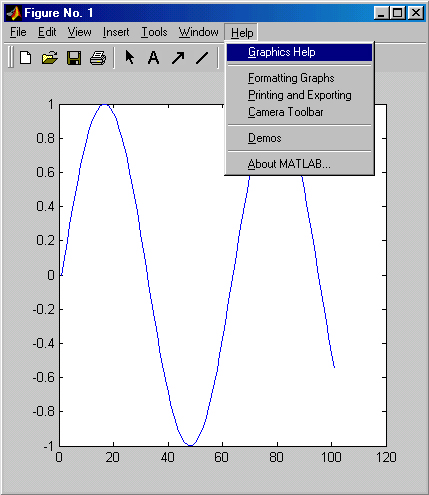 Figure No. 1
File Edit View Insert Tools Window Help
A
Graphics Help
Formatting Graphs
Printing and Exporting
Camera Toolbar
Demos
About MATLAB...
1
0.8
0.6
0.4
0.2
0
-0.2
-0.4
-0.6
-0.8
-1
0 20 40 60 80 100 120